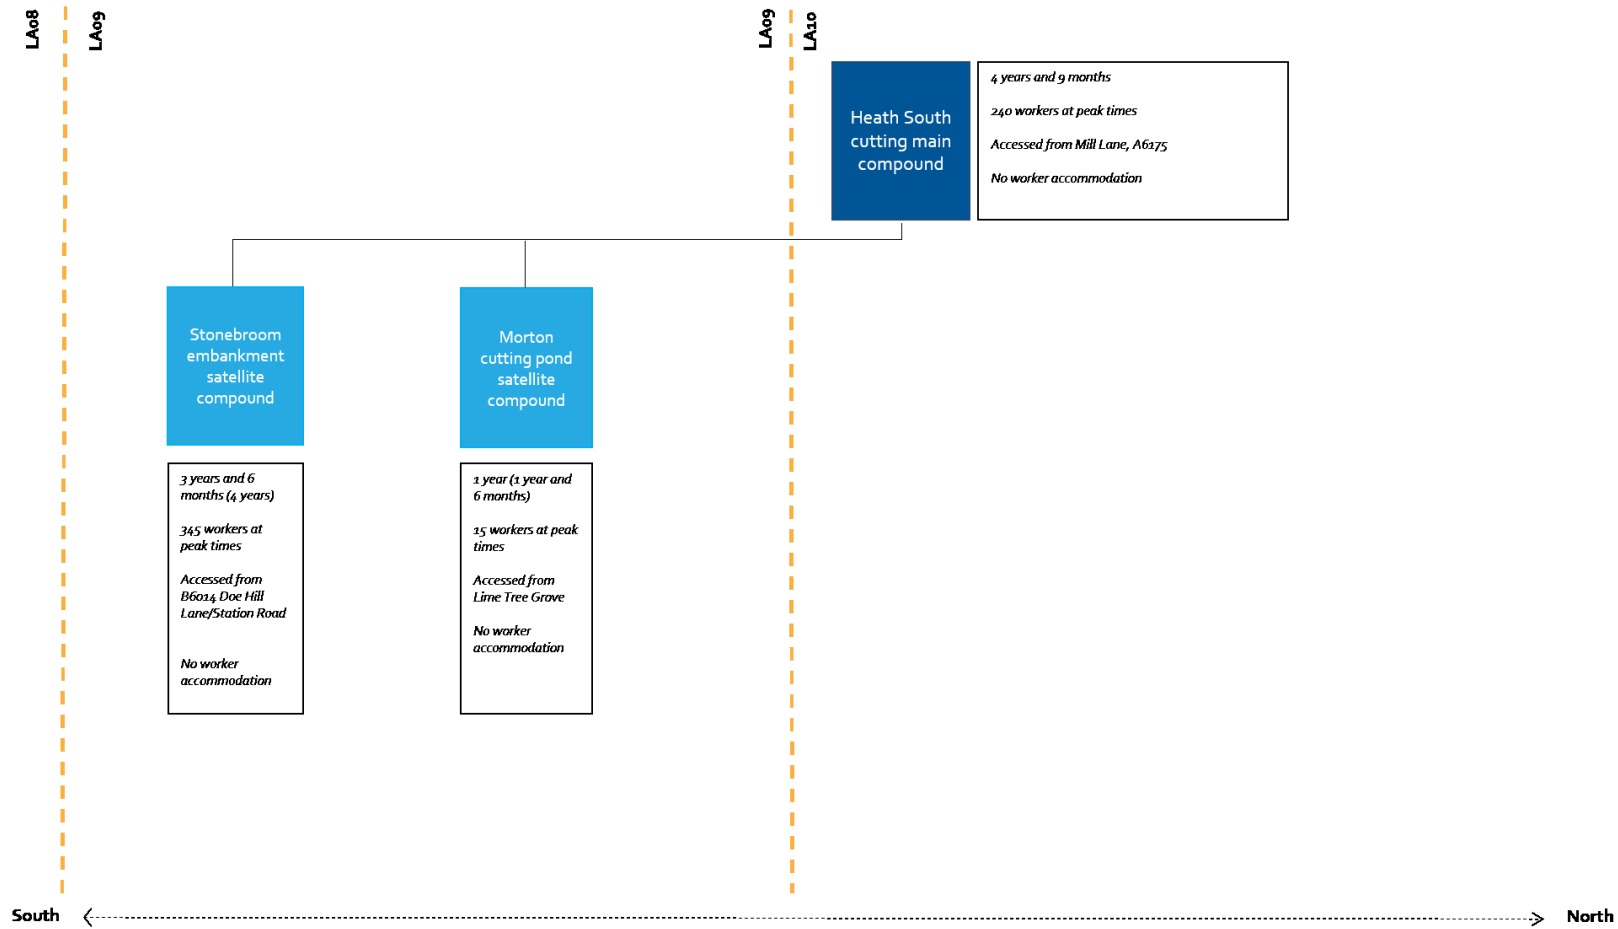 LA08
LA09
LA09
LA10
Heath South
cutting main
compound
4 years and 9 months
240 workers at peak times
Accessed from Mill Lane, A6175
No worker accommodation
Stonebroom
embankment
satellite
compound
Morton
cutting pond
satellite
compound
3 years and 6
months (4 years)
345 workers at
peak times
Accessed from
B6014 Doe Hill
Lane/Station Road
No worker
accommodation
1 year (1 year and
6 months)
15 workers at peak
times
Accessed from
Lime Tree Grove
No worker
accommodation
South
North